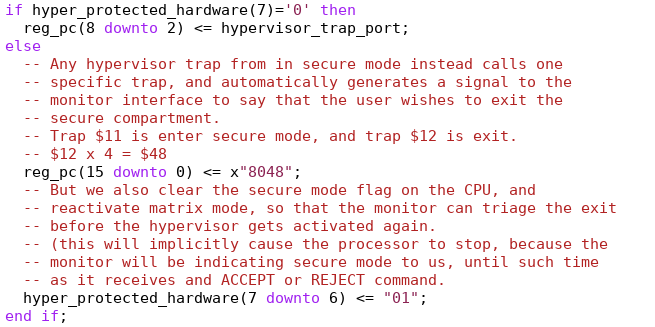 if hyper_protected_hardware(7)='0' then
  reg_pc(8 downto 2) <= hypervisor_trap_port;
else
  -- Any hypervisor trap from in secure mode instead calls one
  -- specific trap, and automatically generates a signal to the
  -- monitor interface to say that the user wishes to exit the
  -- secure compartment.
  -- Trap $11 is enter secure mode, and trap $12 is exit.
  -- $12 x 4 = $48
  reg_pc(15 downto 0) <= x"8048";
  -- But we also clear the secure mode flag on the CPU, and
  -- reactivate matrix mode, so that the monitor can triage the exit
  -- before the hypervisor gets activated again.
  -- (this will implicitly cause the processor to stop, because the
  -- monitor will be indicating secure mode to us, until such time
  -- as it receives and ACCEPT or REJECT command.
  hyper_protected_hardware(7 downto 6) <= "01";
end if;